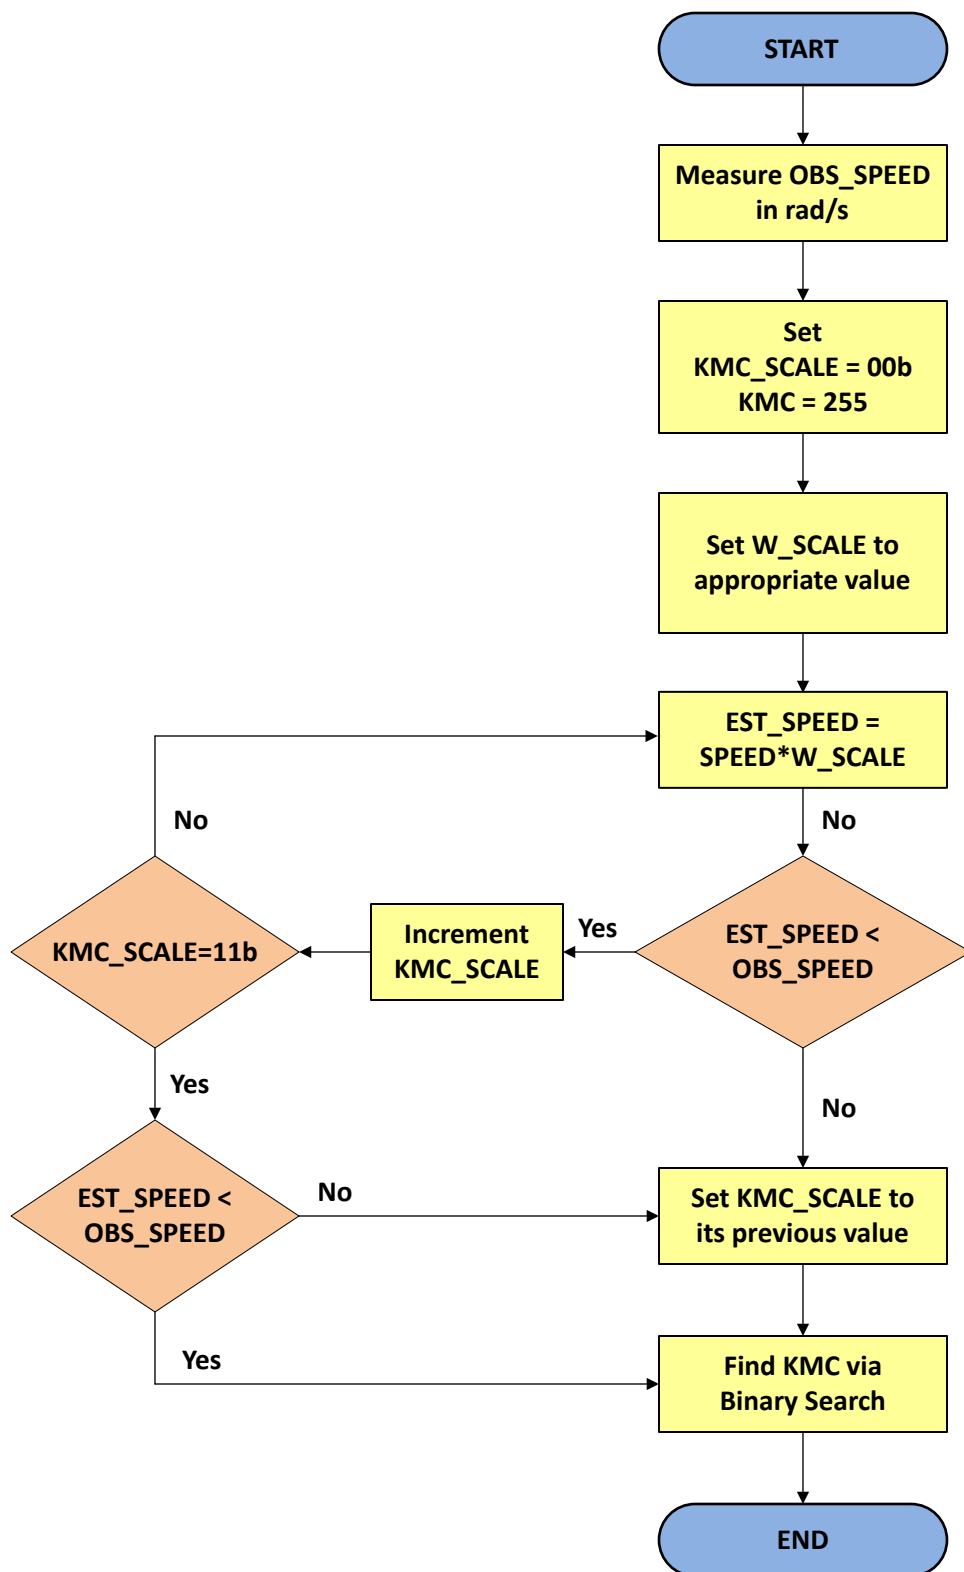 START
Measure OBS_SPEED
in rad/s
Set
KMC_SCALE = 00b
KMC = 255
Set W_SCALE to
appropriate value
EST_SPEED =
SPEED*W_SCALE
No
No
EST_SPEED <
OBS_SPEED
Yes
Increment
KMC_SCALE
KMC_SCALE=11b
Yes
No
EST_SPEED <
OBS_SPEED
No
Set KMC_SCALE to
its previous value
Yes
Find KMC via
Binary Search
END